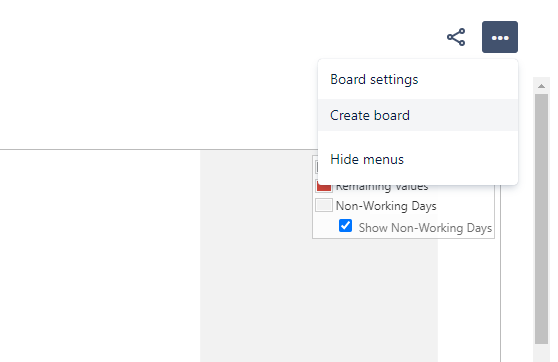 Board settings
Create board
Hide menus
Remaining Values
Non-Working Days
Show Non-Working Days